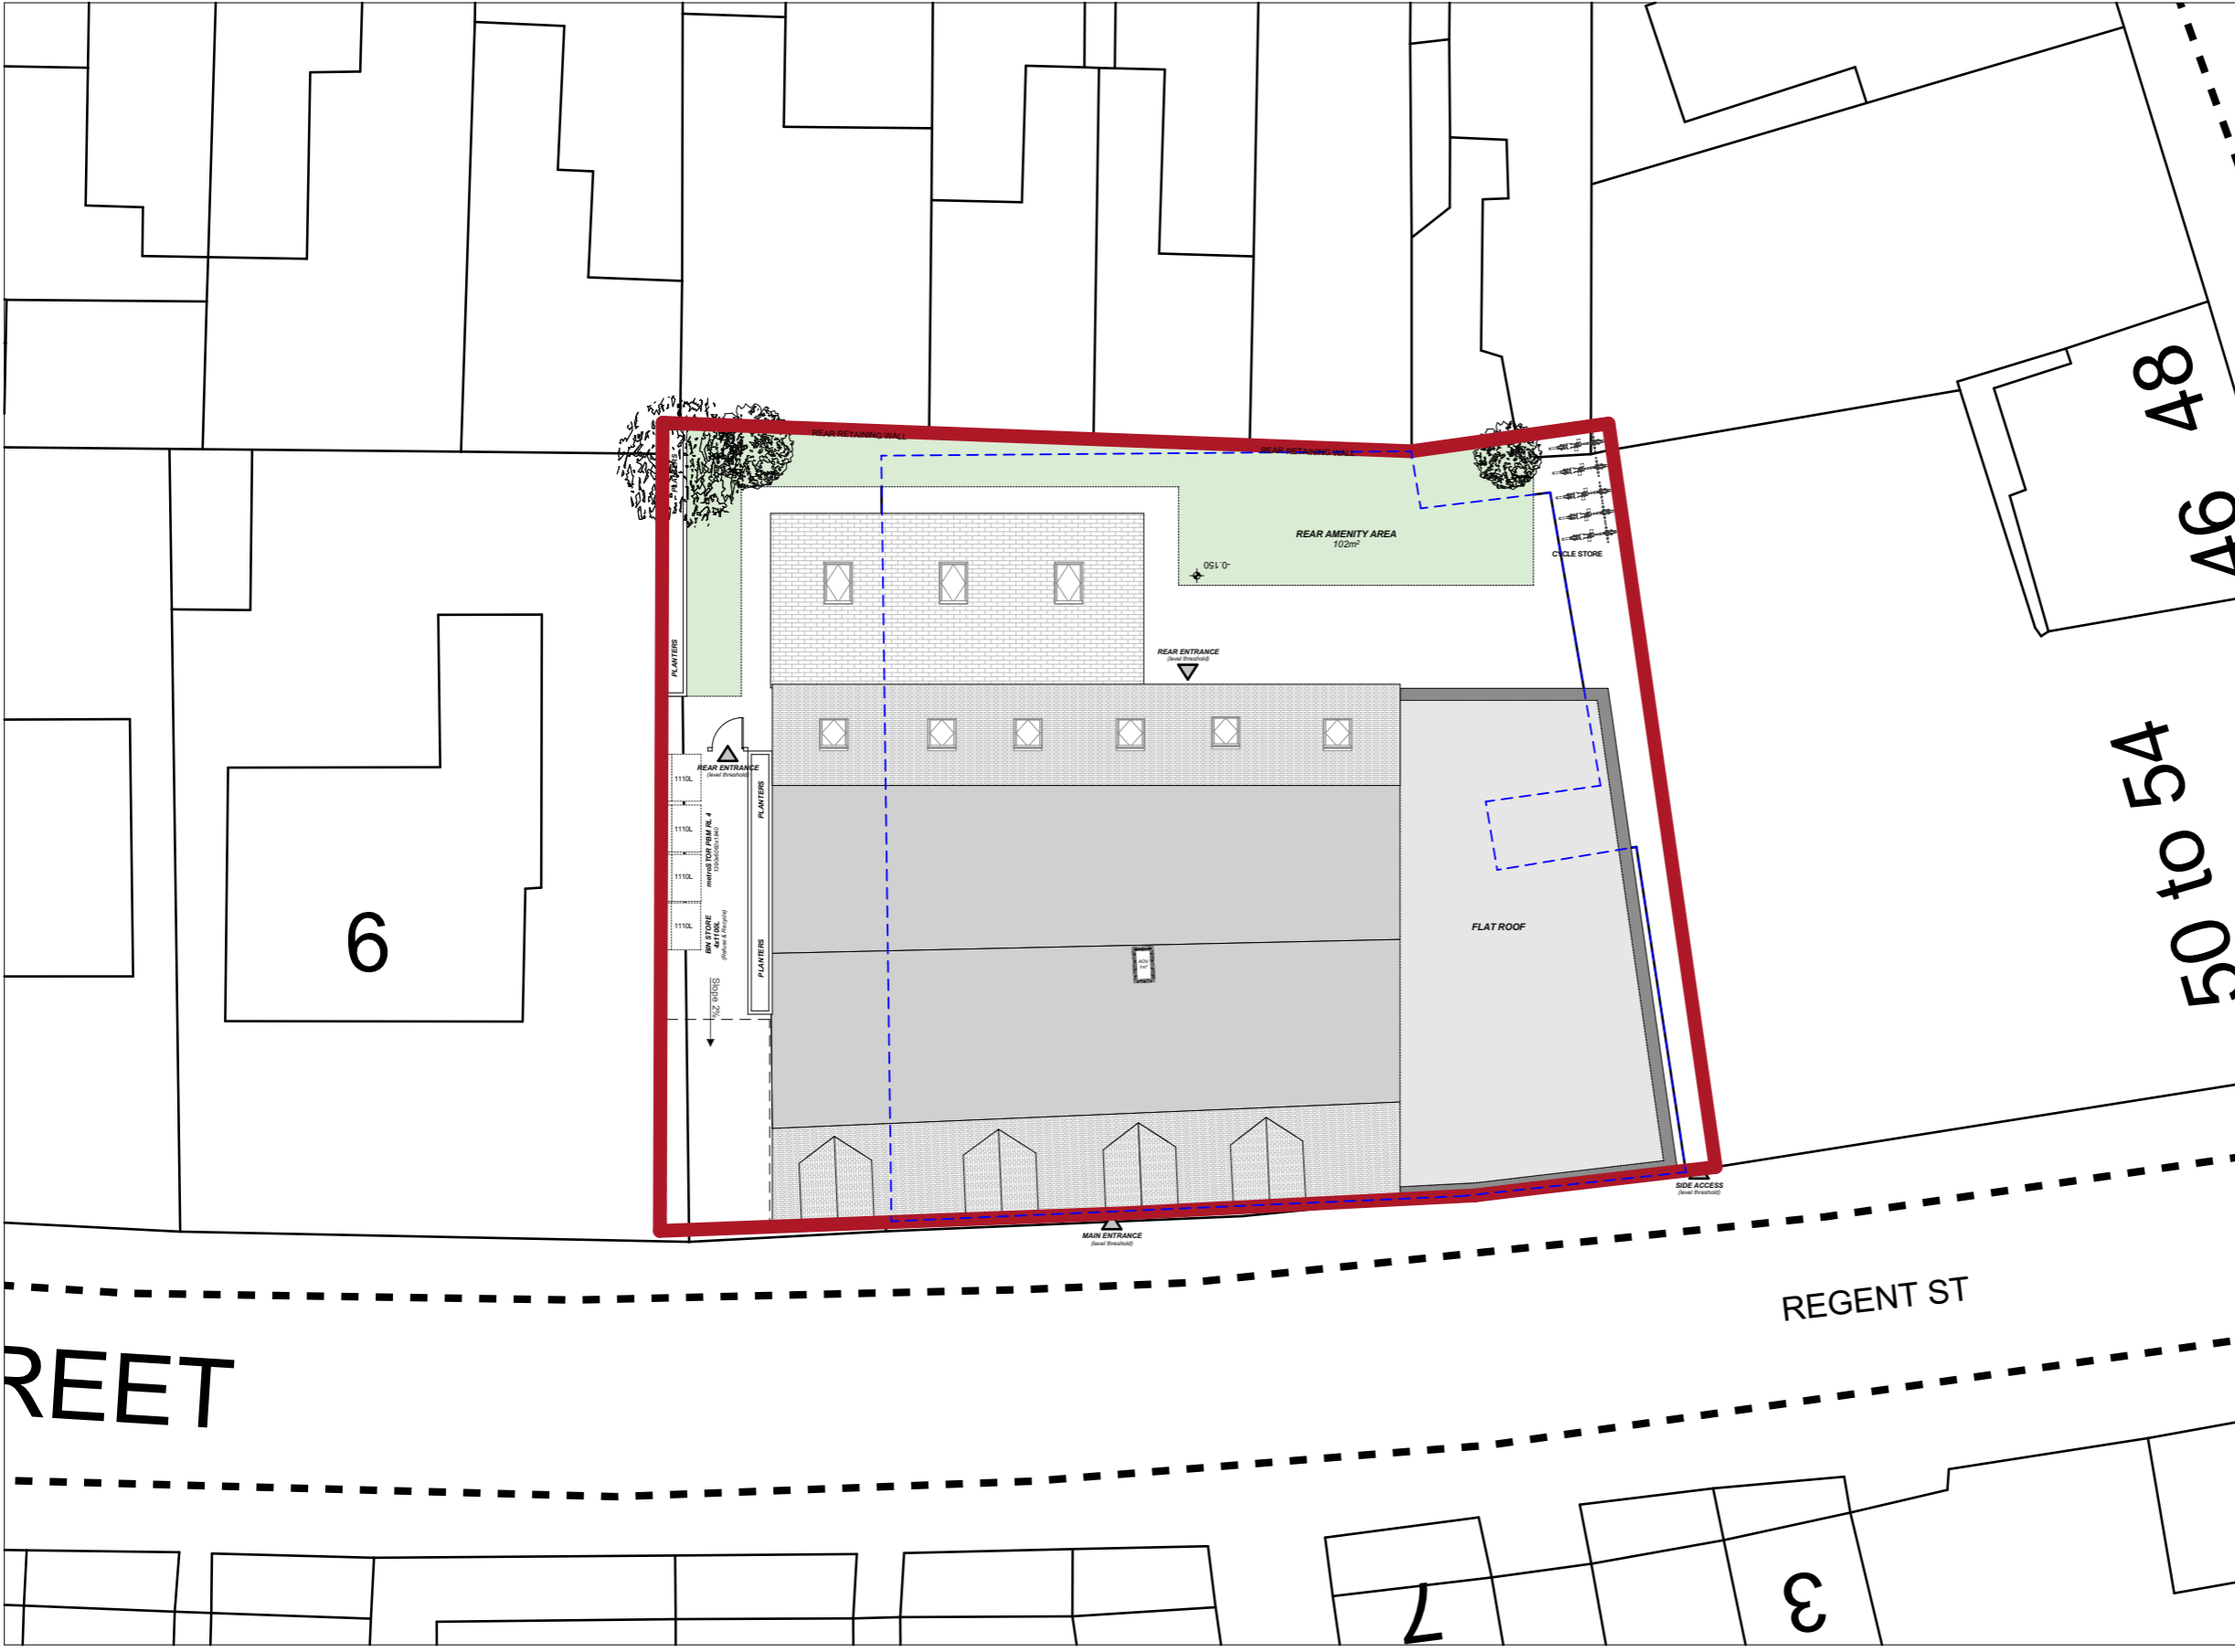 48
46
50 to 54
6
REAR RETAINING WALL
REAR RETAINING WALL
PLANTERS
PLANTERS
REAR AMENITY AREA
102m²
-0.150
CYCLE STORE
REAR ENTRANCE
(level threshold)
REAR ENTRANCE
(level threshold)
1110L
1110L
1110L
1110L
metroSTOR PBM RL 4
BIN STORE
4x1100L
(Refuse & Recycle)
PLANTERS
PLANTERS
Slope 2%
FLAT ROOF
AOV
SIDE ACCESS
(level threshold)
MAIN ENTRANCE
(level threshold)
REGENT ST
REET
7
3